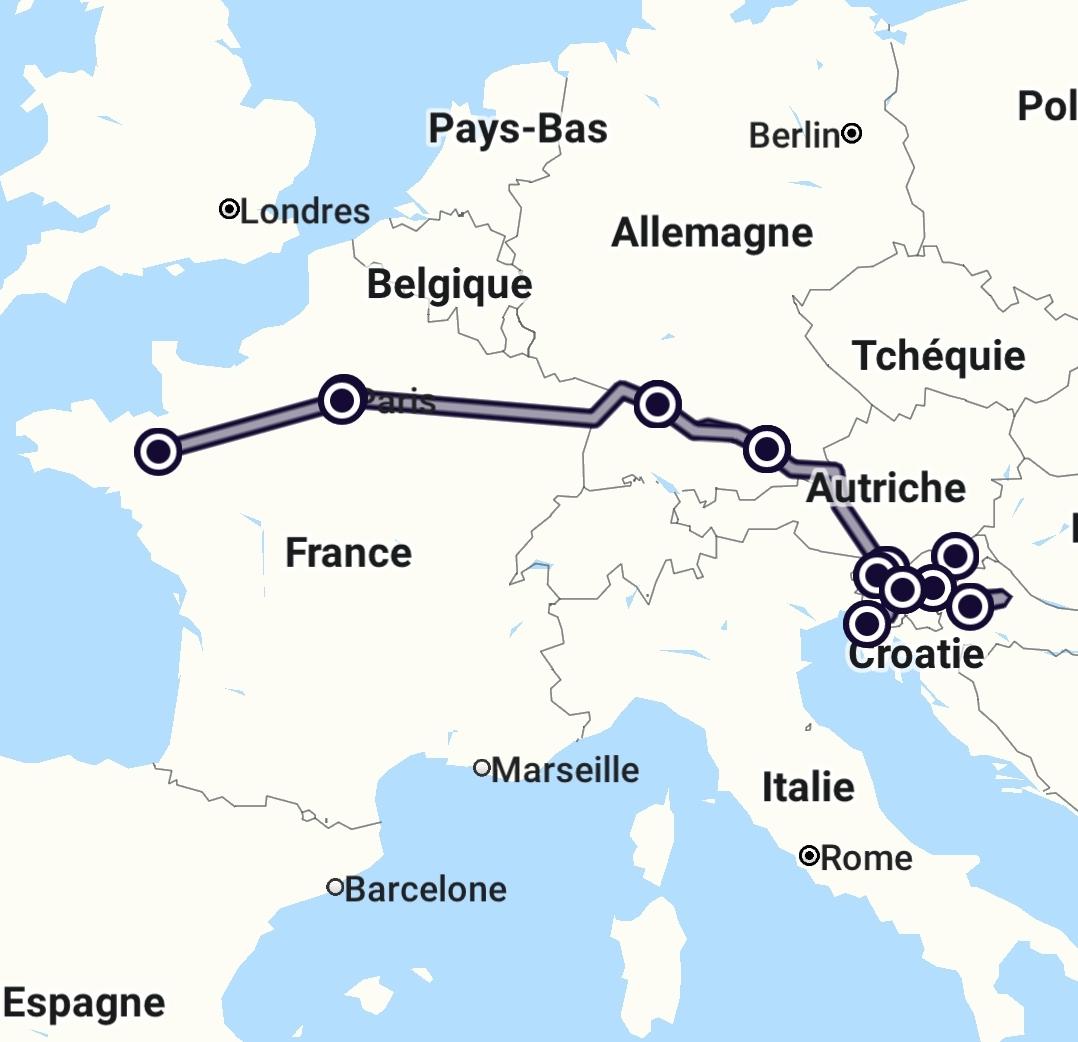 Pol
Pays-Bas
Berlin
Londres
Allemagne
Belgique
Tchéquie
Paris
Autriche
France
Croatie
Marseille
Italie
Rome
Barcelone
Espagne